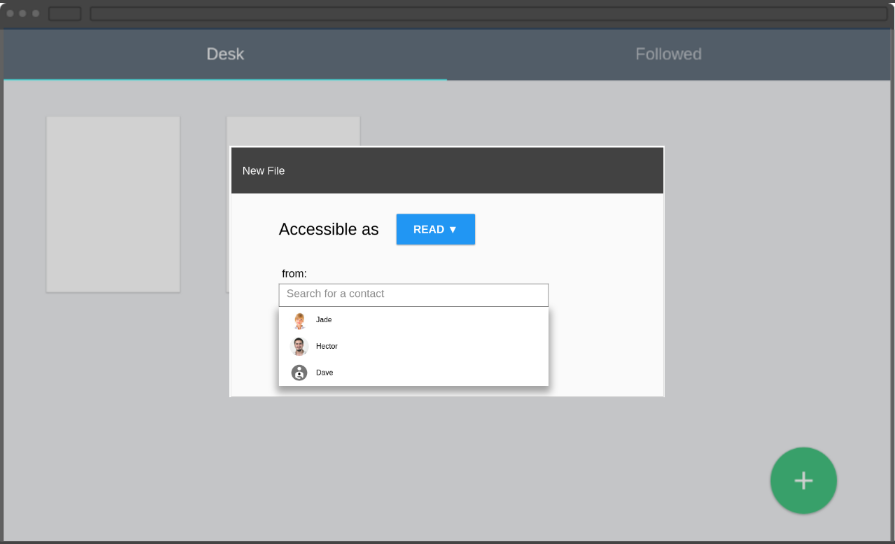 Desk
Followed
New File
Accessible as
READ ▼
from:
Search for a contact
Jade
Hector
Dave